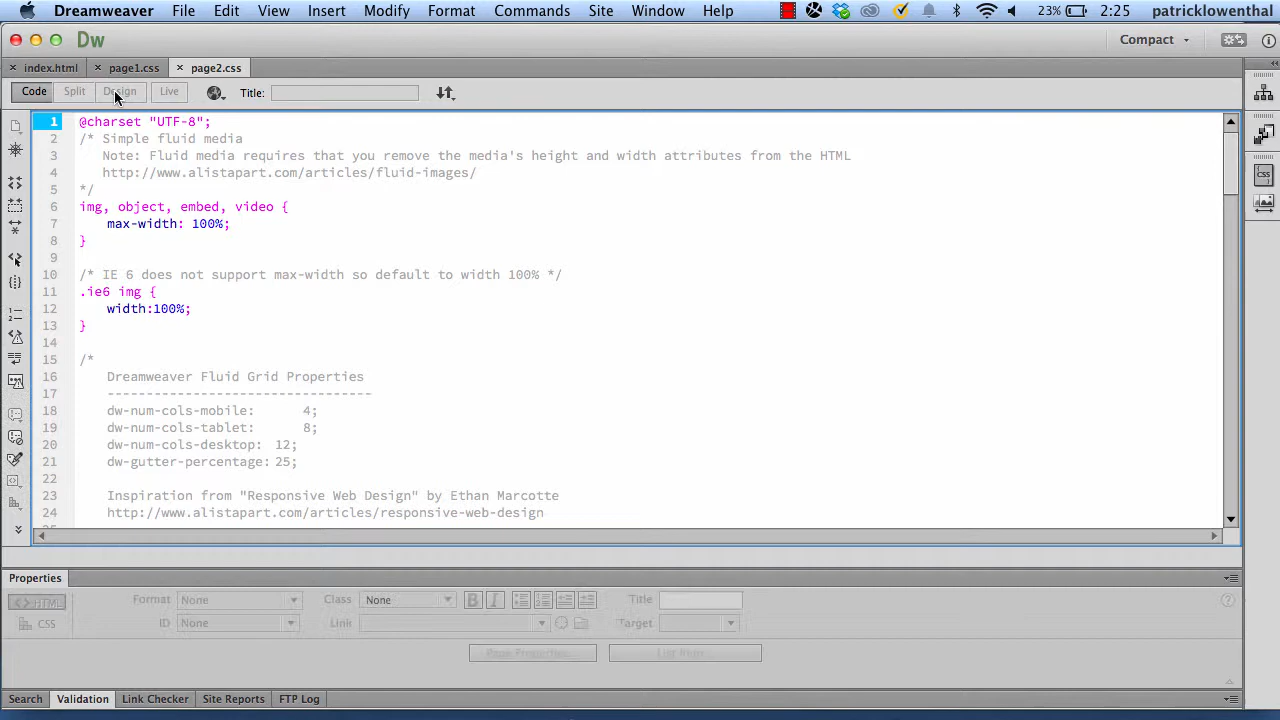 Dreamweaver File Edit View Insert Modify Format Commands Site Window Help 23% 2:25 patricklowenthal
Dw Compact
index.html page1.css page2.css
Code Split Design Live Title:
1 @charset "UTF-8";
2 /* Simple fluid media
3 Note: Fluid media requires that you remove the media's height and width attributes from the HTML
4 http://www.alistapart.com/articles/fluid-images/
5 */
6 img, object, embed, video {
7 max-width: 100%;
8 }
9
10 /* IE 6 does not support max-width so default to width 100% */
11 .ie6 img {
12 width:100%;
13 }
14
15 /*
16 Dreamweaver Fluid Grid Properties
17 ----------------------------------
18 dw-num-cols-mobile: 4;
19 dw-num-cols-tablet: 8;
20 dw-num-cols-desktop: 12;
21 dw-gutter-percentage: 25;
22
23 Inspiration from "Responsive Web Design" by Ethan Marcotte
24 http://www.alistapart.com/articles/responsive-web-design
Properties
<> HTML Format None Class None B I Title
CSS ID None Link Target
Page Properties... List Item...
Search Validation Link Checker Site Reports FTP Log